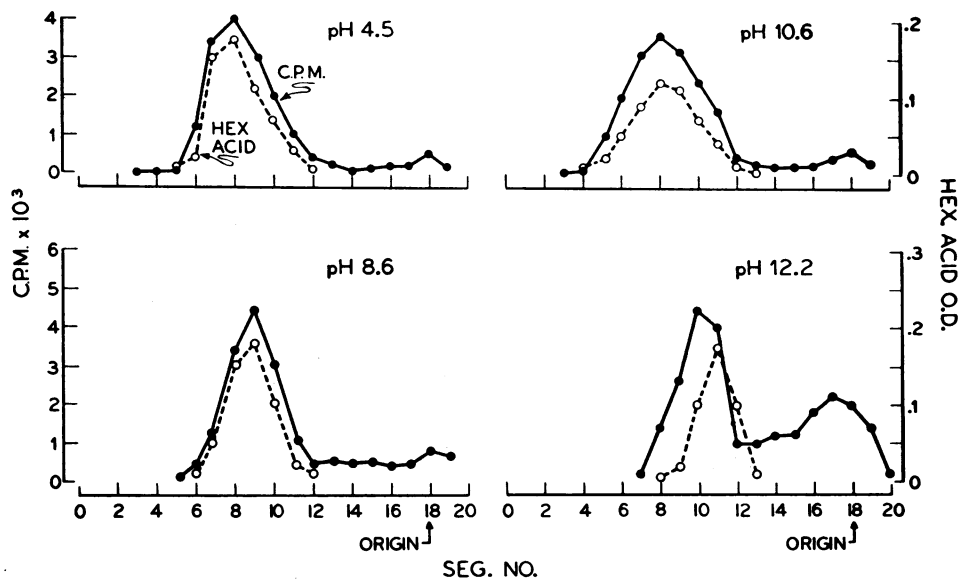 pH 4.5
pH 10.6
C.P.M.
HEX
ACID
4
3
2
1
0
0.2
.1
0
C.P.M. x 10³
HEX. ACID O.D.
pH 8.6
pH 12.2
6
5
4
3
2
1
0
0.3
.2
.1
0
0 2 4 6 8 10 12 14 16 18 20
0 2 4 6 8 10 12 14 16 18 20
ORIGIN
ORIGIN
SEG. NO.